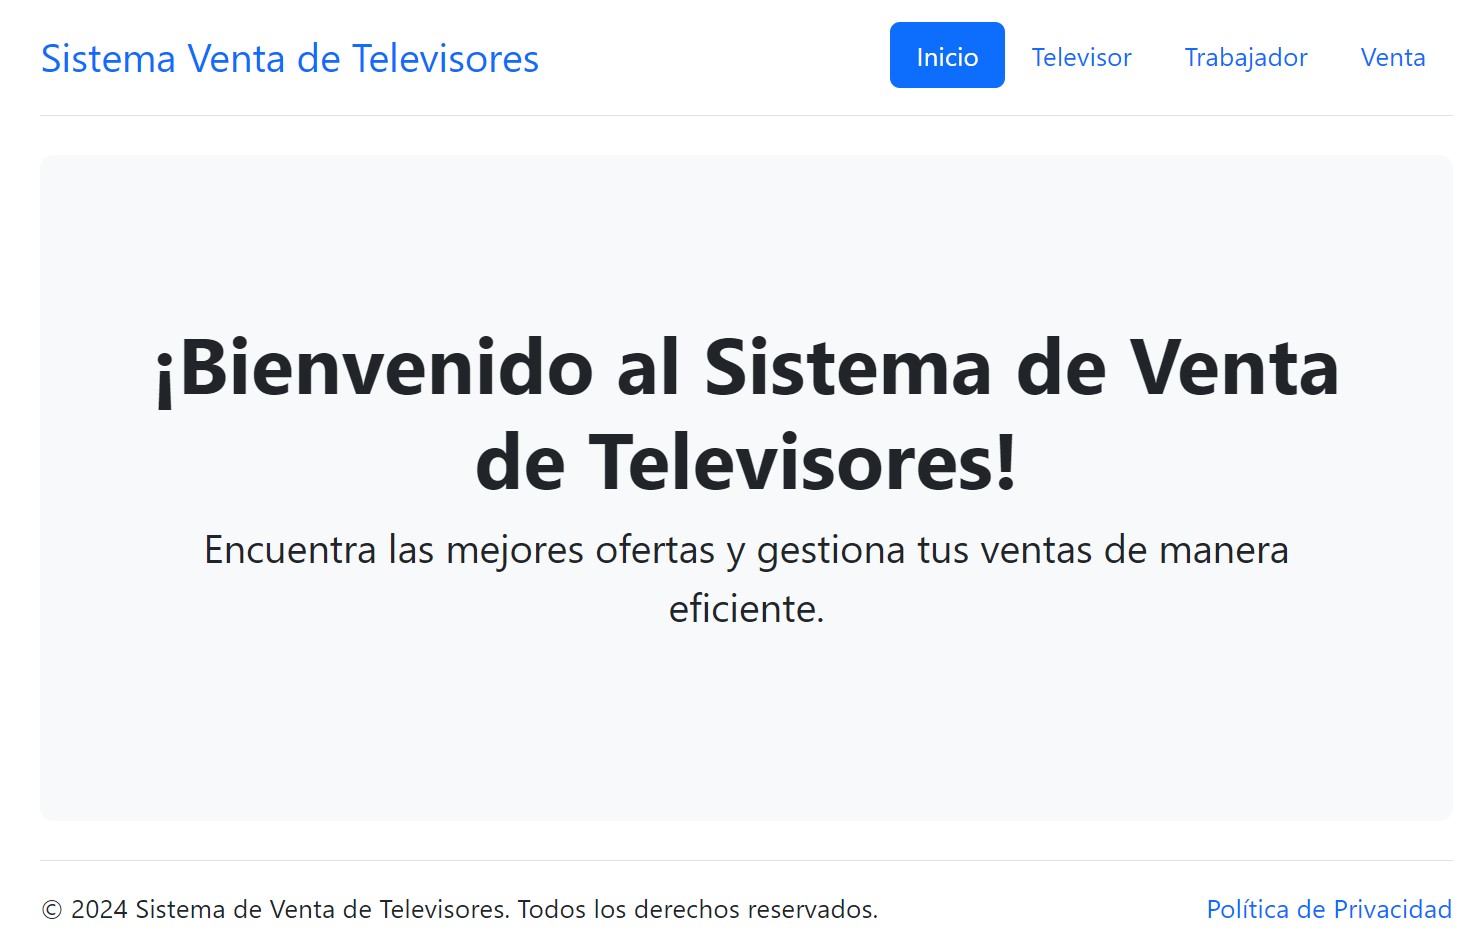 Sistema Venta de Televisores
Inicio
Televisor
Trabajador
Venta
¡Bienvenido al Sistema de Venta
de Televisores!
Encuentra las mejores ofertas y gestiona tus ventas de manera
eficiente.
© 2024 Sistema de Venta de Televisores. Todos los derechos reservados.
Política de Privacidad